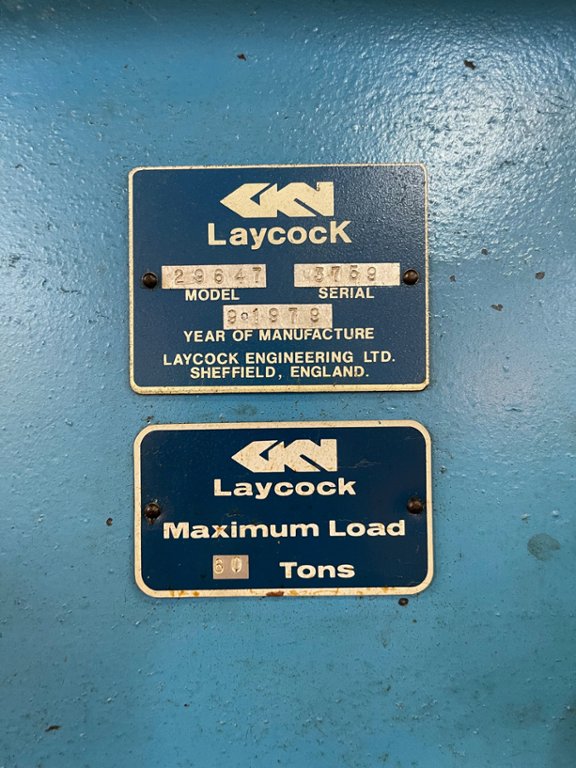 GKN
Laycock
29647 3759
MODEL SERIAL
9.1979
YEAR OF MANUFACTURE
LAYCOCK ENGINEERING LTD.
SHEFFIELD, ENGLAND.
GKN
Laycock
Maximum Load
60 Tons